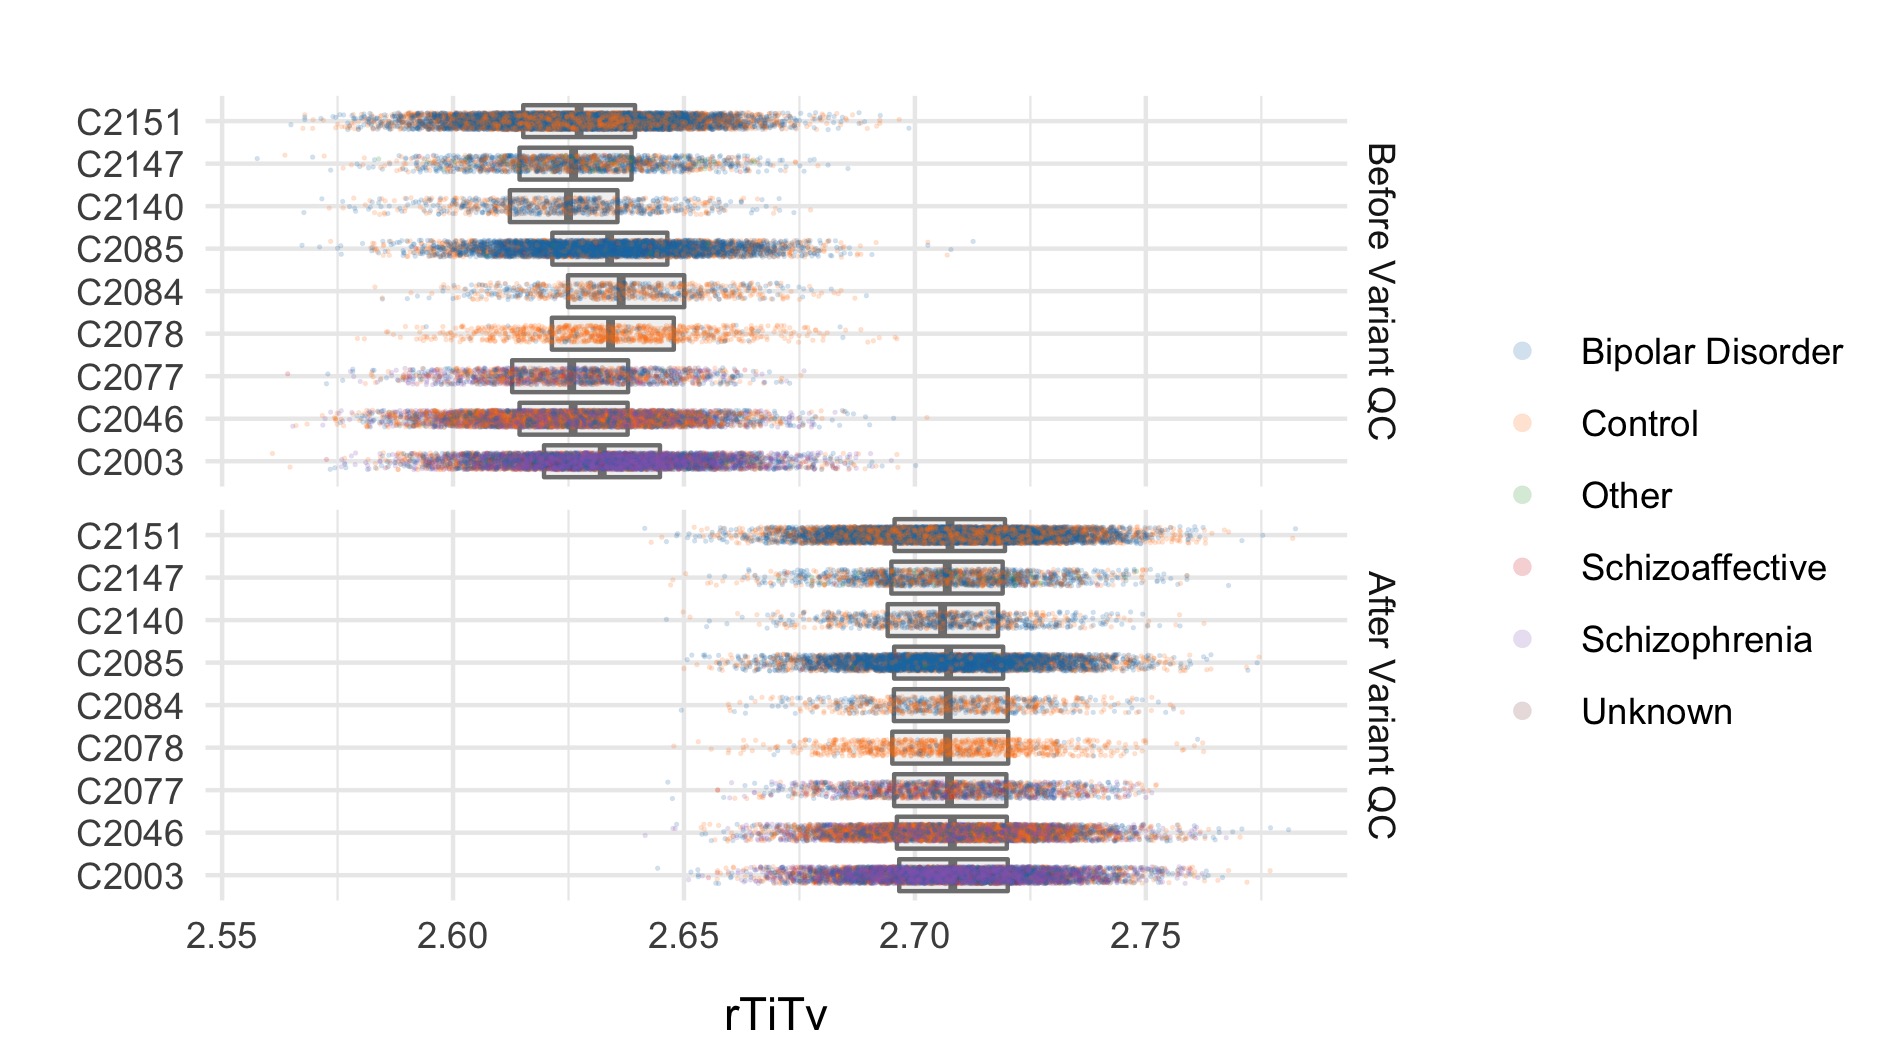 C2151
C2147
C2140
C2085
C2084
C2078
C2077
C2046
C2003
Before Variant QC
C2151
C2147
C2140
C2085
C2084
C2078
C2077
C2046
C2003
After Variant QC
2.55 2.60 2.65 2.70 2.75
rTiTv
Bipolar Disorder
Control
Other
Schizoaffective
Schizophrenia
Unknown